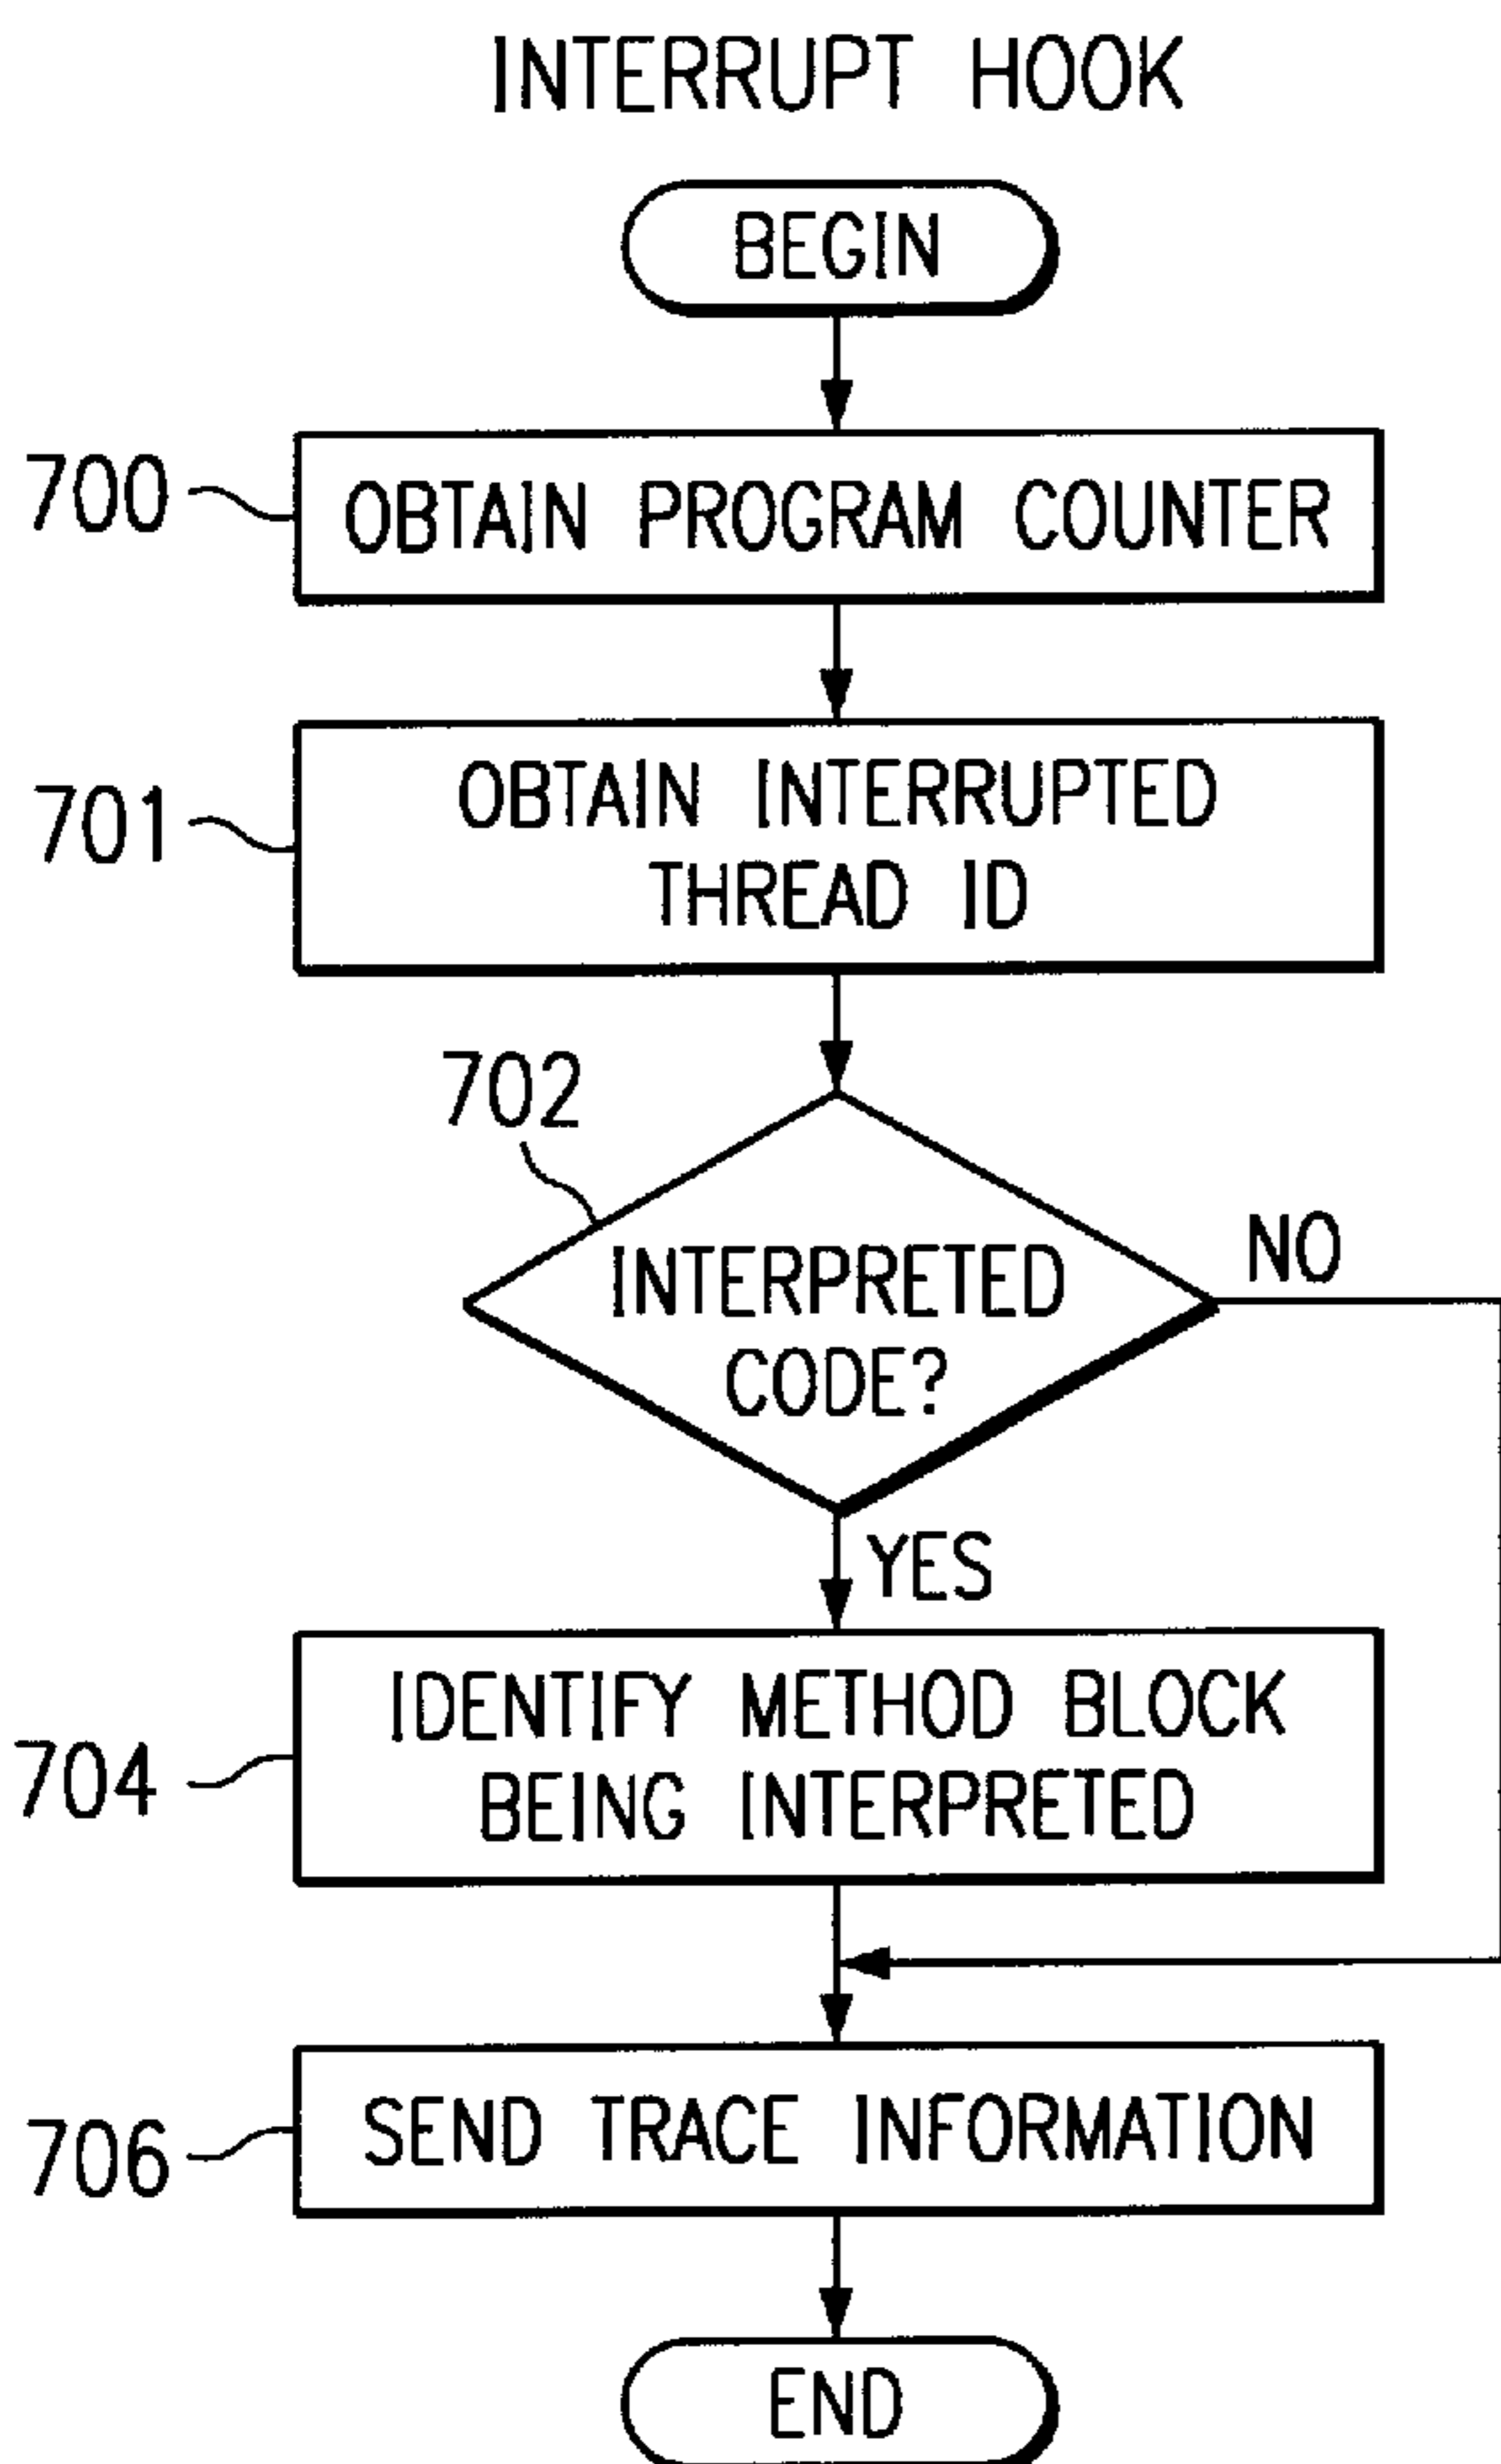 INTERRUPT HOOK
BEGIN
700
OBTAIN PROGRAM COUNTER
701
OBTAIN INTERRUPTED
THREAD ID
702
INTERPRETED
CODE?
NO
YES
704
IDENTIFY METHOD BLOCK
BEING INTERPRETED
706
SEND TRACE INFORMATION
END